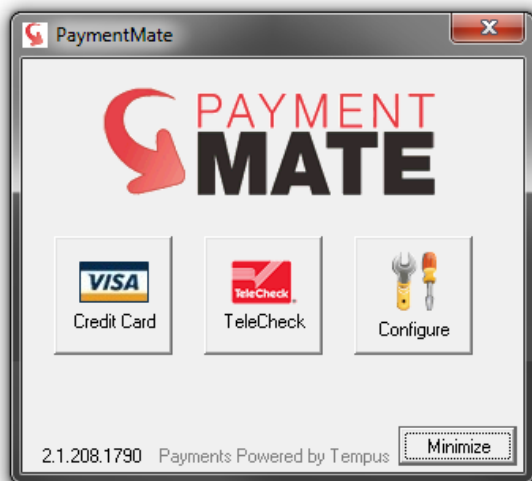 PaymentMate
PAYMENT
MATE
VISA
Credit Card
TeleCheck
TeleCheck
Configure
2.1.208.1790 Payments Powered by Tempus
Minimize